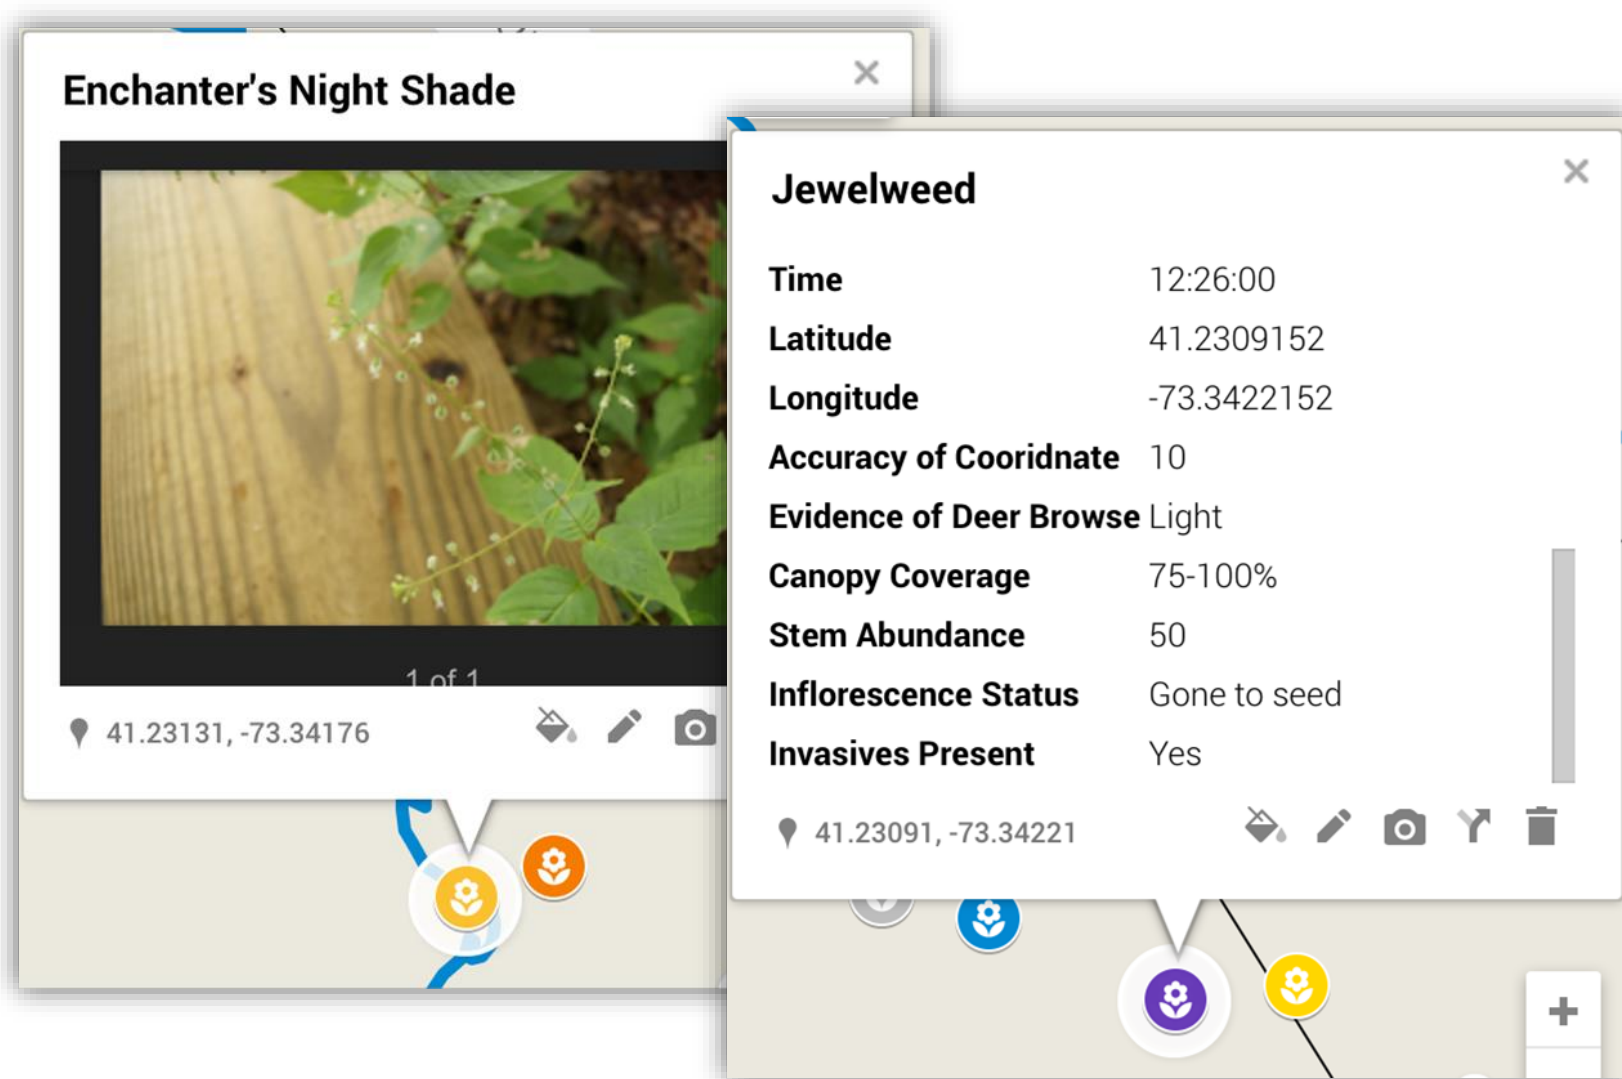 Enchanter's Night Shade
1 of 1
41.23131, -73.34176
Jewelweed
Time 12:26:00
Latitude 41.2309152
Longitude -73.3422152
Accuracy of Cooridnate 10
Evidence of Deer Browse Light
Canopy Coverage 75-100%
Stem Abundance 50
Inflorescence Status Gone to seed
Invasives Present Yes
41.23091, -73.34221